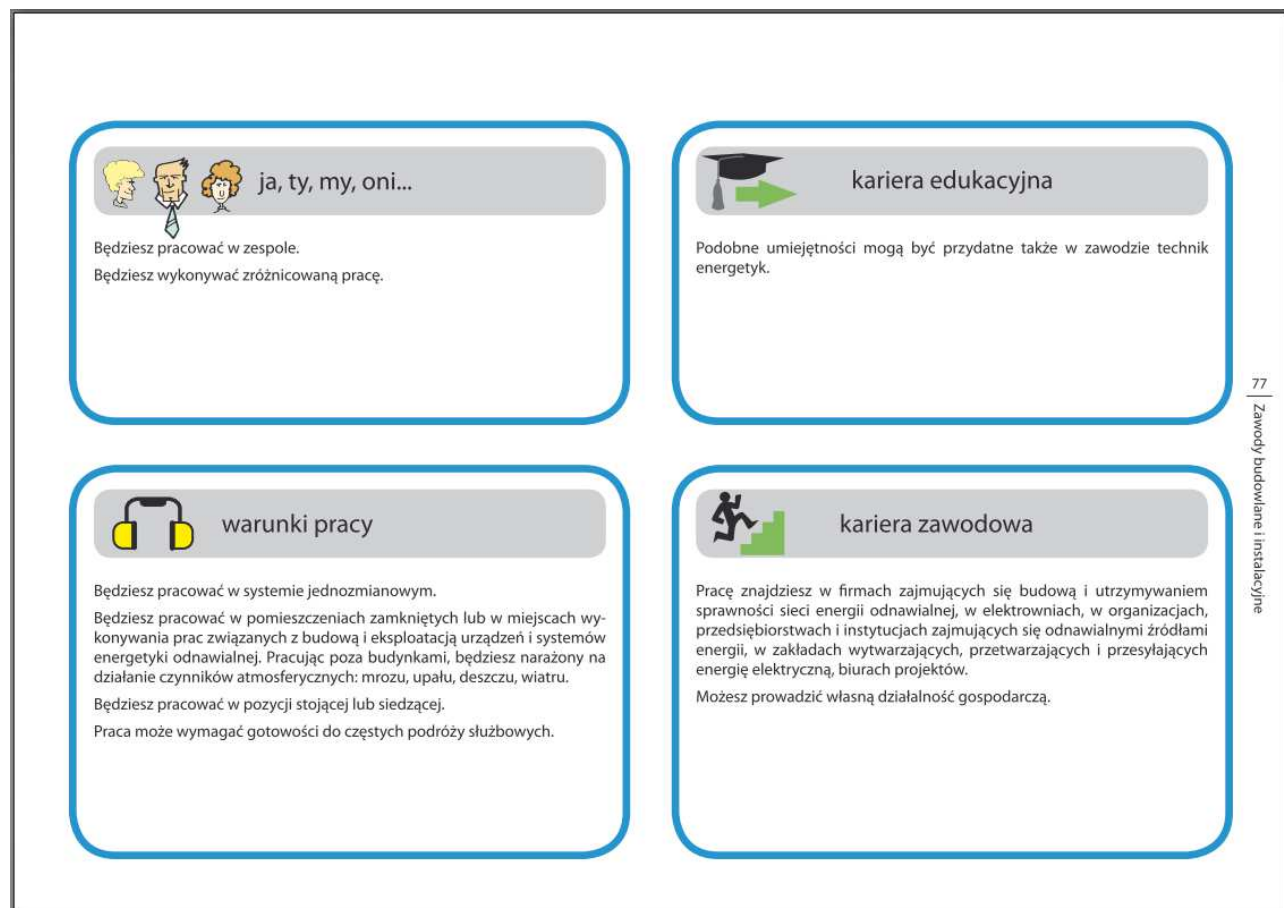 ja, ty, my, oni...
Będziesz pracować w zespole.
Będziesz wykonywać zróżnicowaną pracę.
kariera edukacyjna
Podobne umiejętności mogą być przydatne także w zawodzie technik
energetyk.
warunki pracy
Będziesz pracować w systemie jednozmianowym.
Będziesz pracować w pomieszczeniach zamkniętych lub w miejscach wy-
konywania prac związanych z budową i eksploatacją urządzeń i systemów
energetyki odnawialnej. Pracując poza budynkami, będziesz narażony na
działanie czynników atmosferycznych: mrozu, upału, deszczu, wiatru.
Będziesz pracować w pozycji stojącej lub siedzącej.
Praca może wymagać gotowości do częstych podróży służbowych.
kariera zawodowa
Pracę znajdziesz w firmach zajmujących się budową i utrzymywaniem
sprawności sieci energii odnawialnej, w elektrowniach, w organizacjach,
przedsiębiorstwach i instytucjach zajmujących się odnawialnymi źródłami
energii, w zakładach wytwarzających, przetwarzających i przesyłających
energię elektryczną, biurach projektów.
Możesz prowadzić własną działalność gospodarczą.
77
Zawody budowlane i instalacyjne